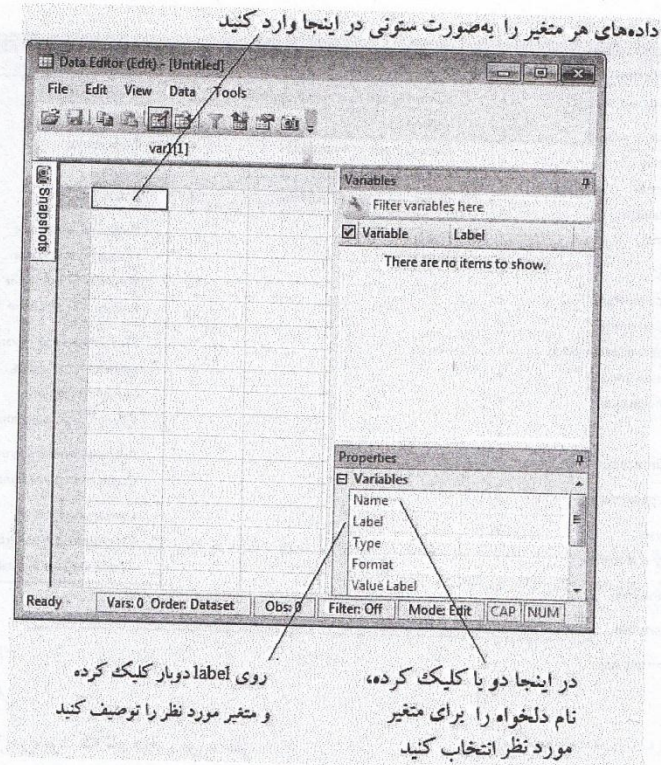 داده‌های هر متغیر را به‌صورت ستونی در اینجا وارد کنید
Data Editor (Edit) - [Untitled]
File Edit View Data Tools
var1[1]
Snapshots
Variables
Filter variables here
Variable Label
There are no items to show.
Properties
Variables
Name
Label
Type
Format
Value Label
Ready Vars: 0 Order: Dataset Obs: 0 Filter: Off Mode: Edit CAP NUM
در اینجا دو با کلیک کرده،
نام دلخواه را برای متغیر
مورد نظر انتخاب کنید
روی label دوبار کلیک کرده
و متغیر مورد نظر را توصیف کنید